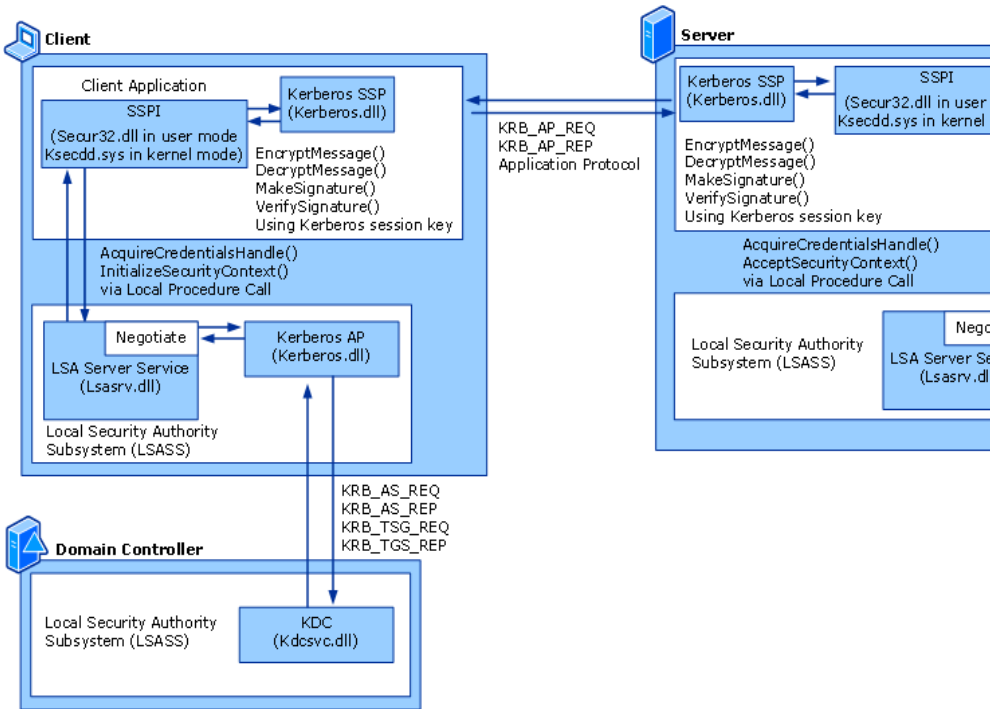 Client
Client Application
SSPI
(Secur32.dll in user mode
Ksecdd.sys in kernel mode)
Kerberos SSP
(Kerberos.dll)
EncryptMessage()
DecryptMessage()
MakeSignature()
VerifySignature()
Using Kerberos session key
AcquireCredentialsHandle()
InitializeSecurityContext()
via Local Procedure Call
Negotiate
LSA Server Service
(Lsasrv.dll)
Kerberos AP
(Kerberos.dll)
Local Security Authority
Subsystem (LSASS)
KRB_AP_REQ
KRB_AP_REP
Application Protocol
Server
Kerberos SSP
(Kerberos.dll)
SSPI
(Secur32.dll in user
Ksecdd.sys in kernel
EncryptMessage()
DecryptMessage()
MakeSignature()
VerifySignature()
Using Kerberos session key
AcquireCredentialsHandle()
AcceptSecurityContext()
via Local Procedure Call
Local Security Authority
Subsystem (LSASS)
LSA Server
KRB_AS_REQ
KRB_AS_REP
KRB_TSG_REQ
KRB_TGS_REP
Domain Controller
Local Security Authority
Subsystem (LSASS)
KDC
(Kdcsvc.dll)